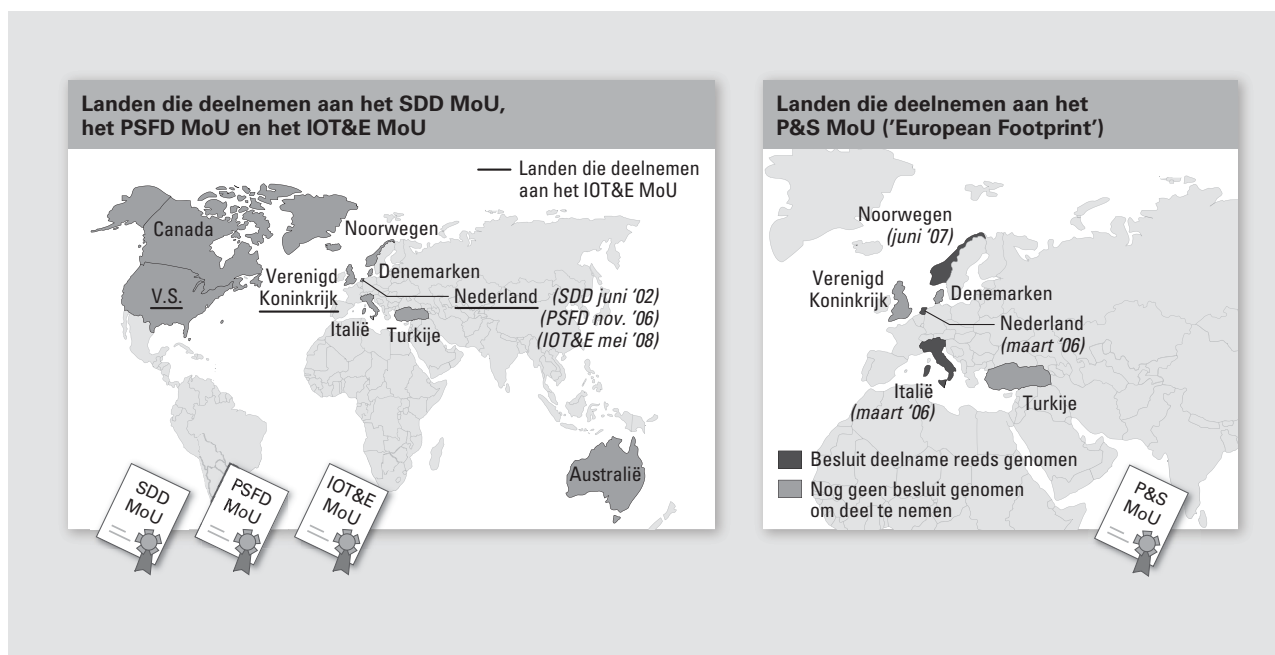 Landen die deelnemen aan het SDD MoU,
het PSFD MoU en het IOT&E MoU
Landen die deelnemen
aan het IOT&E MoU
Canada
Noorwegen
V.S.
Verenigd
Koninkrijk
Denemarken
Nederland (SDD juni '02)
(PSFD nov. '06)
(IOT&E mei '08)
Italië
Turkije
Australië
SDD
MoU
PSFD
MoU
IOT&E
MoU
Landen die deelnemen aan het
P&S MoU ('European Footprint')
Noorwegen
(juni '07)
Verenigd
Koninkrijk
Denemarken
Nederland
(maart '06)
Italië
(maart '06)
Turkije
Besluit deelname reeds genomen
Nog geen besluit genomen
om deel te nemen
P&S
MoU